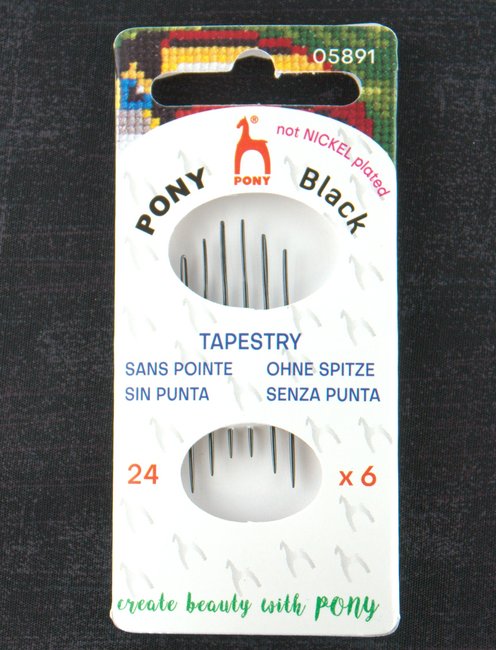 05891
not NICKEL plated
®
PONY
PONY Black
TAPESTRY
SANS POINTE OHNE SPITZE
SIN PUNTA SENZA PUNTA
24 x 6
create beauty with PONY